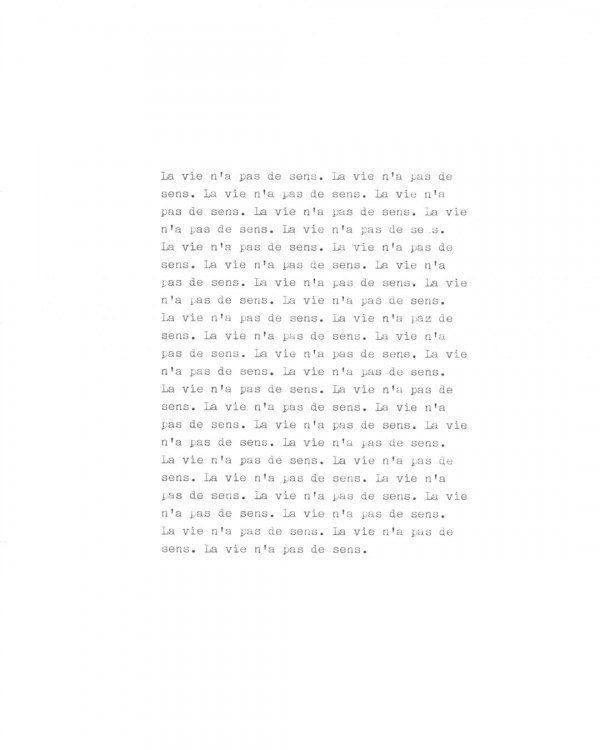 La vie n'a pas de sens. La vie n'a pas de
sens. La vie n'a pas de sens. La vie n'a
pas de sens. La vie n'a pas de sens. La vie
n'a pas de sens. La vie n'a pas de se s.
La vie n'a pas de sens. La vie n'a pas de
sens. La vie n'a pas de sens. La vie n'a
pas de sens. La vie n'a pas de sens. La vie
n'a pas de sens. La vie n'a pas de sens.
La vie n'a pas de sens. La vie n'a paz de
sens. La vie n'a pas de sens. La vie n'a
pas de sens. La vie n'a pas de sens. La vie
n'a pas de sens. La vie n'a pas de sens.
La vie n'a pas de sens. La vie n'a pas de
sens. La vie n'a pas de sens. La vie n'a
pas de sens. La vie n'a pas de sens. La vie
n'a pas de sens. La vie n'a pas de sens.
La vie n'a pas de sens. La vie n'a pas de
sens. La vie n'a pas de sens. La vie n'a
pas de sens. La vie n'a pas de sens. La vie
n'a pas de sens. La vie n'a pas de sens.
La vie n'a pas de sens. La vie n'a pas de
sens. La vie n'a pas de sens.